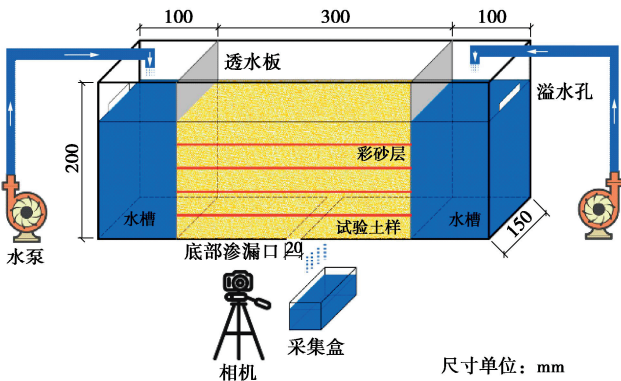 100
300
100
透水板
溢水孔
200
彩砂层
水槽
试验土样
水槽
150
水泵
底部渗漏口
20
采集盒
相机
尺寸单位：mm